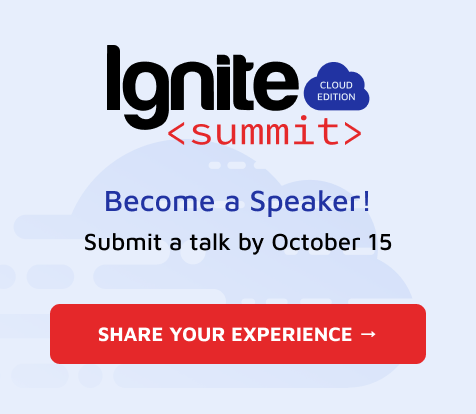 Ignite
CLOUD
EDITION
<summit>
Become a Speaker!
Submit a talk by October 15
SHARE YOUR EXPERIENCE →